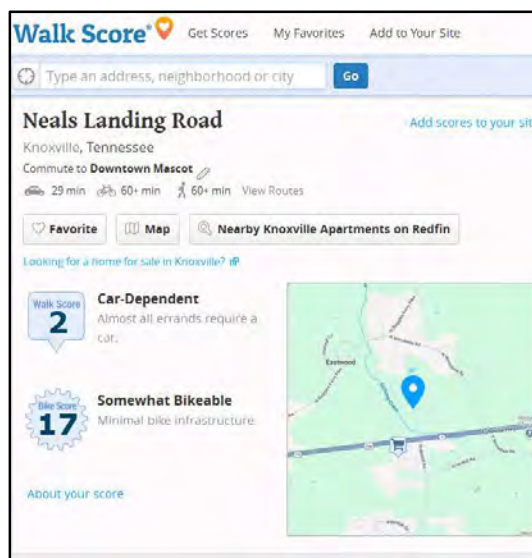 Walk Score®
Get Scores
My Favorites
Add to Your Site
Type an address, neighborhood or city
Go
Neals Landing Road
Add scores to your sit
Knoxville, Tennessee
Commute to Downtown Mascot
29 min 60+ min 60+ min View Routes
Favorite
Map
Nearby Knoxville Apartments on Redfin
Looking for a home for sale in Knoxville?
Walk Score
2
Car-Dependent
Almost all errands require a
car.
Bike Score
17
Somewhat Bikeable
Minimal bike infrastructure
About your score
Eastwood